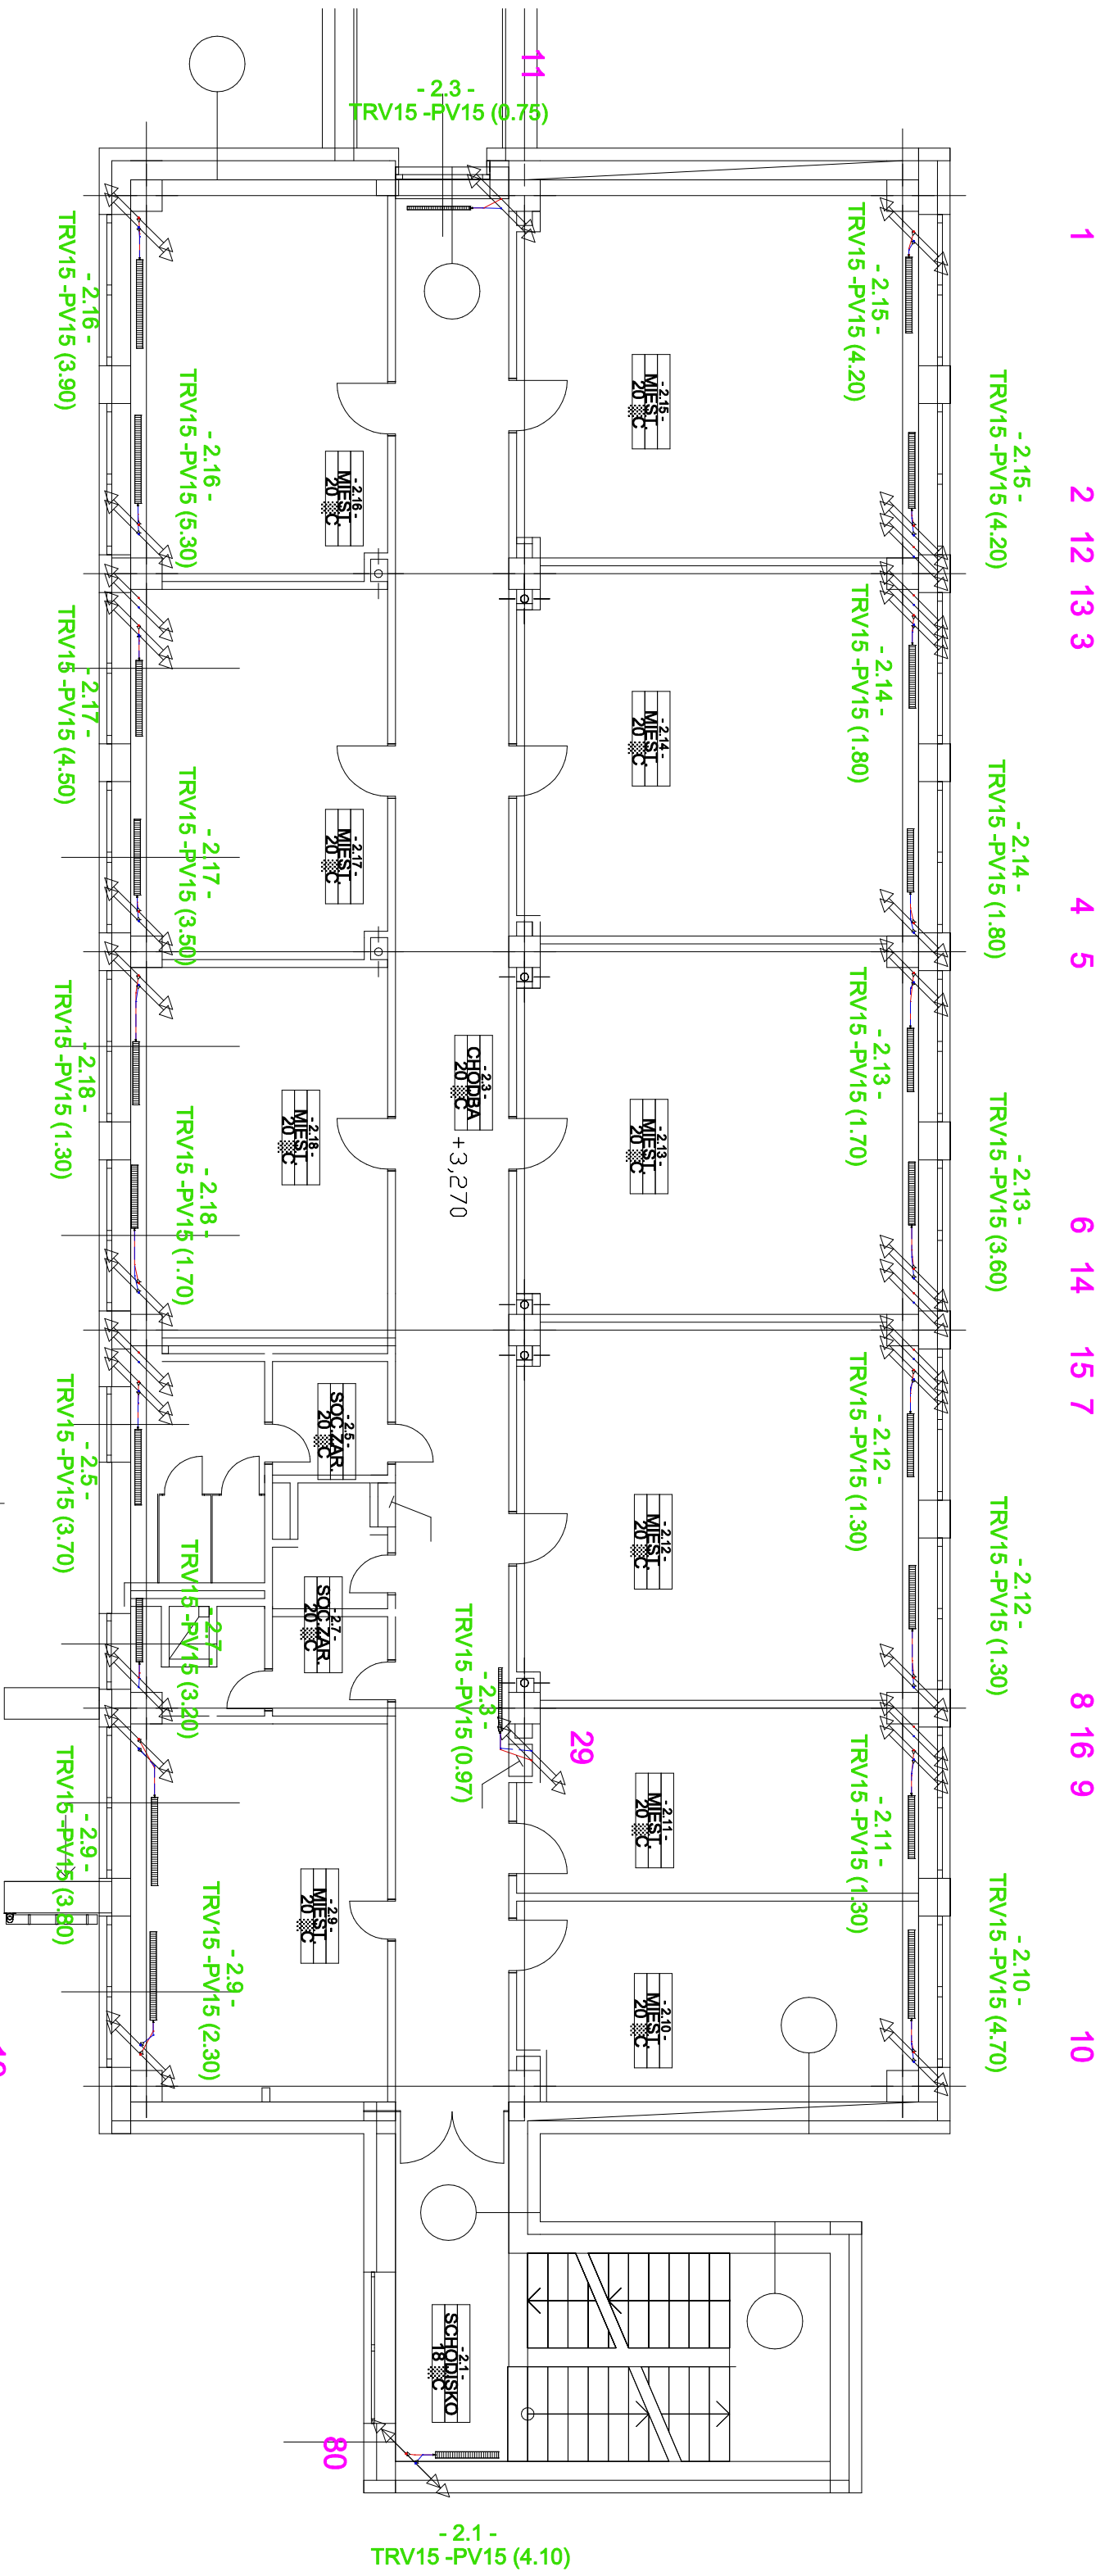 11
- 2.3 -
TRV15 -PV15 (0.75)
1
2
12
13
3
4
5
6
14
15
7
8
16
9
10
- 2.15 -
TRV15 -PV15 (4.20)
- 2.15 -
TRV15 -PV15 (4.20)
- 2.14 -
TRV15 -PV15 (1.80)
- 2.14 -
TRV15 -PV15 (1.80)
- 2.13 -
TRV15 -PV15 (1.70)
- 2.13 -
TRV15 -PV15 (3.60)
- 2.12 -
TRV15 -PV15 (1.30)
- 2.12 -
TRV15 -PV15 (1.30)
- 2.11 -
TRV15 -PV15 (1.30)
- 2.10 -
TRV15 -PV15 (4.70)
- 2.15 -
MIEST.
20 °C
- 2.14 -
MIEST.
20 °C
- 2.13 -
MIEST.
20 °C
- 2.12 -
MIEST.
20 °C
- 2.11 -
MIEST.
20 °C
- 2.10 -
MIEST.
20 °C
- 2.3 -
CHODBA
20 °C
+3,270
- 2.3 -
TRV15 -PV15 (0.97)
29
- 2.16 -
MIEST.
20 °C
- 2.17 -
MIEST.
20 °C
- 2.18 -
MIEST.
20 °C
- 2.5 -
SOC.ZAR.
20 °C
- 2.7 -
SOC.ZAR.
20 °C
- 2.9 -
MIEST.
20 °C
- 2.16 -
TRV15 -PV15 (3.90)
- 2.16 -
TRV15 -PV15 (5.30)
- 2.17 -
TRV15 -PV15 (4.50)
- 2.17 -
TRV15 -PV15 (3.50)
- 2.18 -
TRV15 -PV15 (1.30)
- 2.18 -
TRV15 -PV15 (1.70)
- 2.5 -
TRV15 -PV15 (3.70)
- 2.7 -
TRV15 -PV15 (3.20)
- 2.9 -
TRV15 -PV15 (3.80)
- 2.9 -
TRV15 -PV15 (2.30)
- 2.1 -
SCHODISKO
18 °C
80
- 2.1 -
TRV15 -PV15 (4.10)